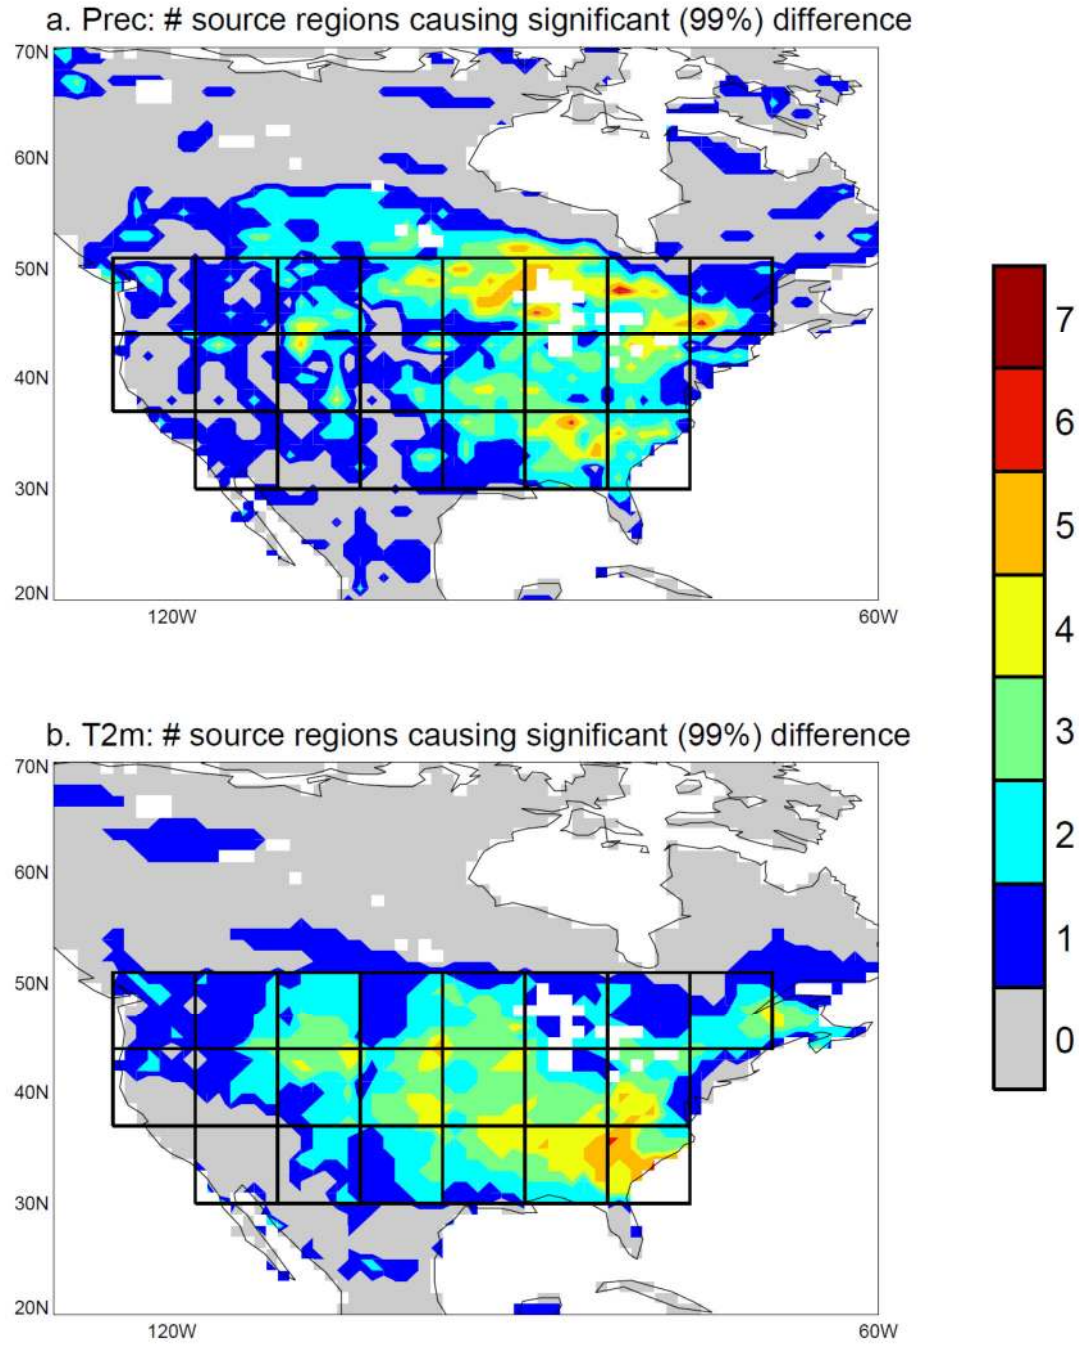 a. Prec: # source regions causing significant (99%) difference
70N
60N
50N
40N
30N
20N
120W
60W
b. T2m: # source regions causing significant (99%) difference
70N
60N
50N
40N
30N
20N
120W
60W
7
6
5
4
3
2
1
0